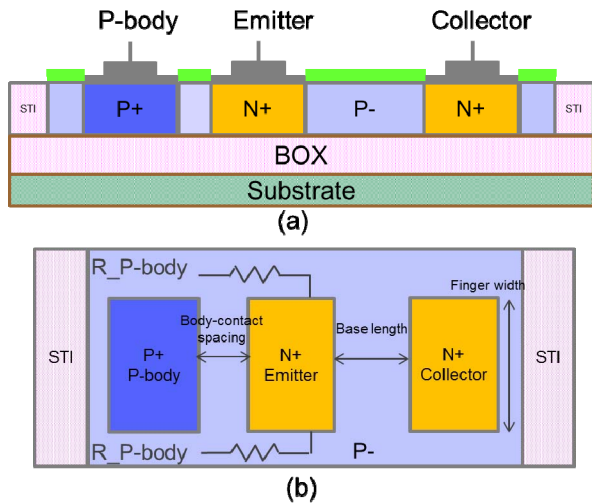 P-body Emitter Collector
STI P+ N+ P- N+ STI
BOX
Substrate
(a)
R_P-body
Finger width
Body-contact
spacing
Base length
STI
P+
P-body
N+
Emitter
N+
Collector
STI
R_P-body
P-
(b)